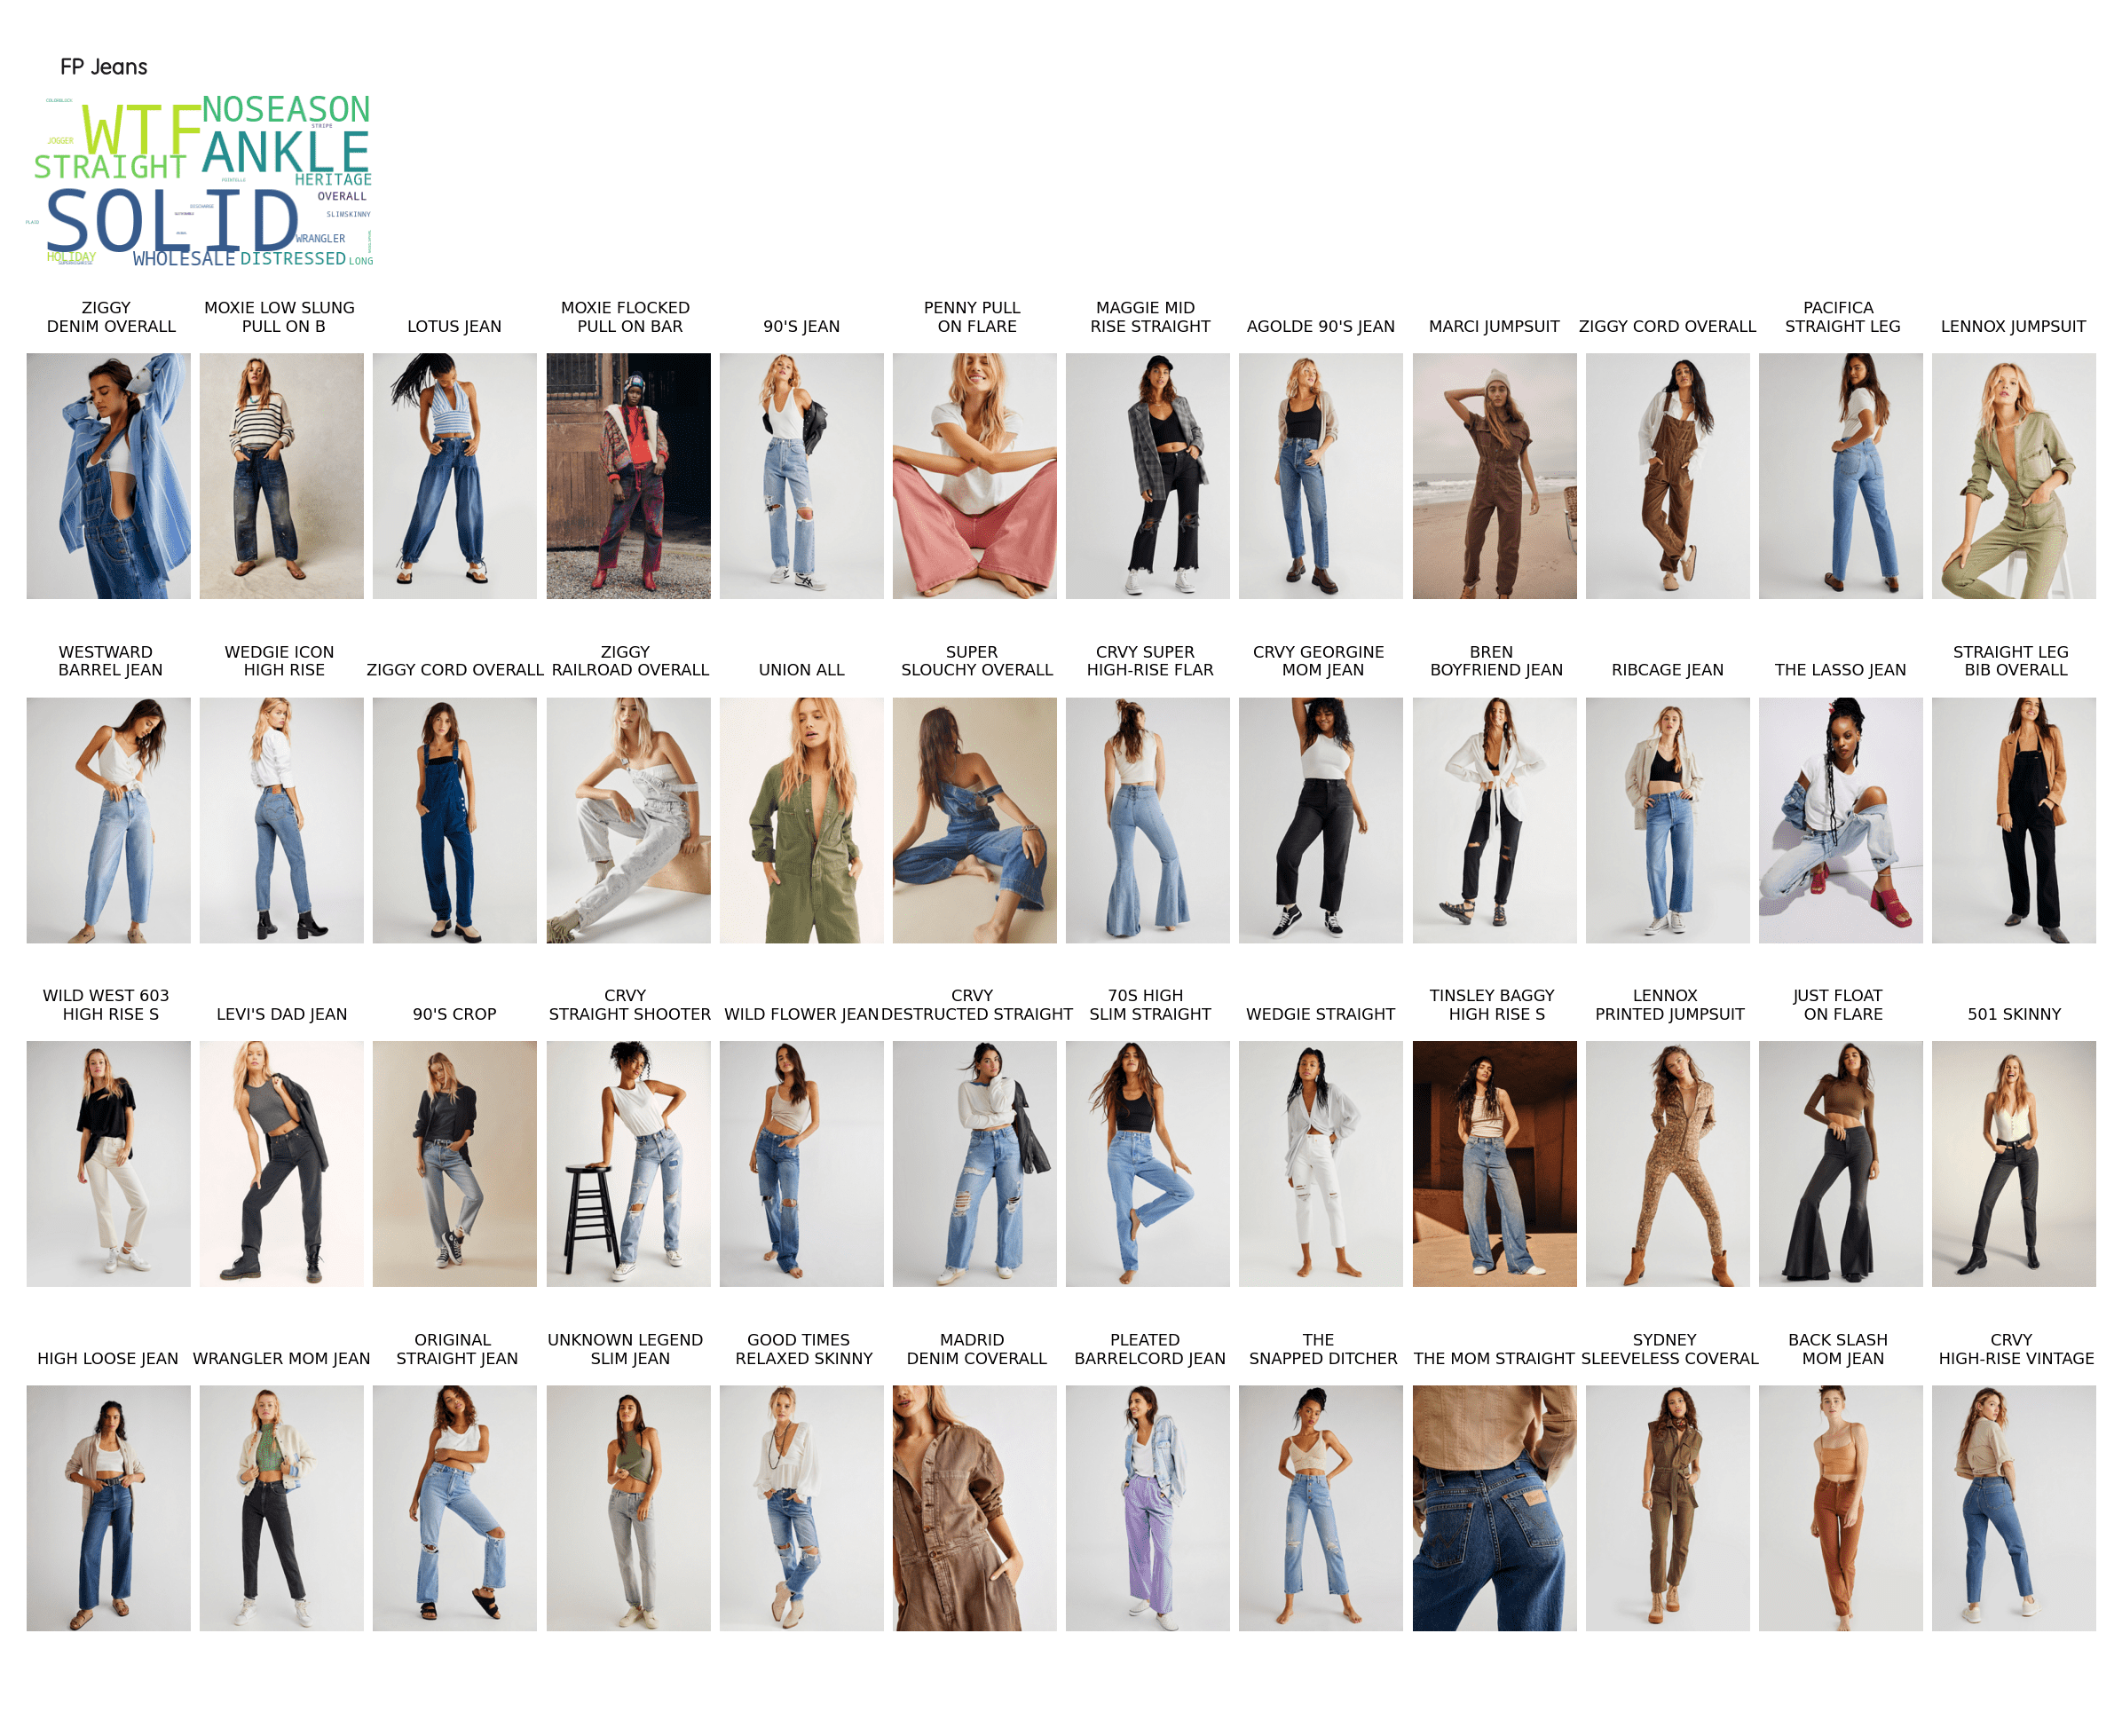 FP Jeans
WTF
NOSEASON
STRIPE
JOGGER
ANKLE
STRAIGHT
HERITAGE
OVERALL
SOLID
SLIMSKINNY
WRANGLER
HOLIDAY
WHOLESALE
DISTRESSED
LONG
ZIGGY
DENIM OVERALL
MOXIE LOW SLUNG
PULL ON B
LOTUS JEAN
MOXIE FLOCKED
PULL ON BAR
90'S JEAN
PENNY PULL
ON FLARE
MAGGIE MID
RISE STRAIGHT
AGOLDE 90'S JEAN
MARCI JUMPSUIT
ZIGGY CORD OVERALL
PACIFICA
STRAIGHT LEG
LENNOX JUMPSUIT
WESTWARD
BARREL JEAN
WEDGIE ICON
HIGH RISE
ZIGGY CORD OVERALL
ZIGGY
RAILROAD OVERALL
UNION ALL
SUPER
SLOUCHY OVERALL
CRVY SUPER
HIGH-RISE FLAR
CRVY GEORGINE
MOM JEAN
BREN
BOYFRIEND JEAN
RIBCAGE JEAN
THE LASSO JEAN
STRAIGHT LEG
BIB OVERALL
WILD WEST 603
HIGH RISE S
LEVI'S DAD JEAN
90'S CROP
CRVY
STRAIGHT SHOOTER
WILD FLOWER JEAN
CRVY
DESTRUCTED STRAIGHT
70S HIGH
SLIM STRAIGHT
WEDGIE STRAIGHT
TINSLEY BAGGY
HIGH RISE S
LENNOX
PRINTED JUMPSUIT
JUST FLOAT
ON FLARE
501 SKINNY
HIGH LOOSE JEAN
WRANGLER MOM JEAN
ORIGINAL
STRAIGHT JEAN
UNKNOWN LEGEND
SLIM JEAN
GOOD TIMES
RELAXED SKINNY
MADRID
DENIM COVERALL
PLEATED
BARRELCORD JEAN
THE
SNAPPED DITCHER
THE MOM STRAIGHT
SYDNEY
SLEEVELESS COVERAL
BACK SLASH
MOM JEAN
CRVY
HIGH-RISE VINTAGE